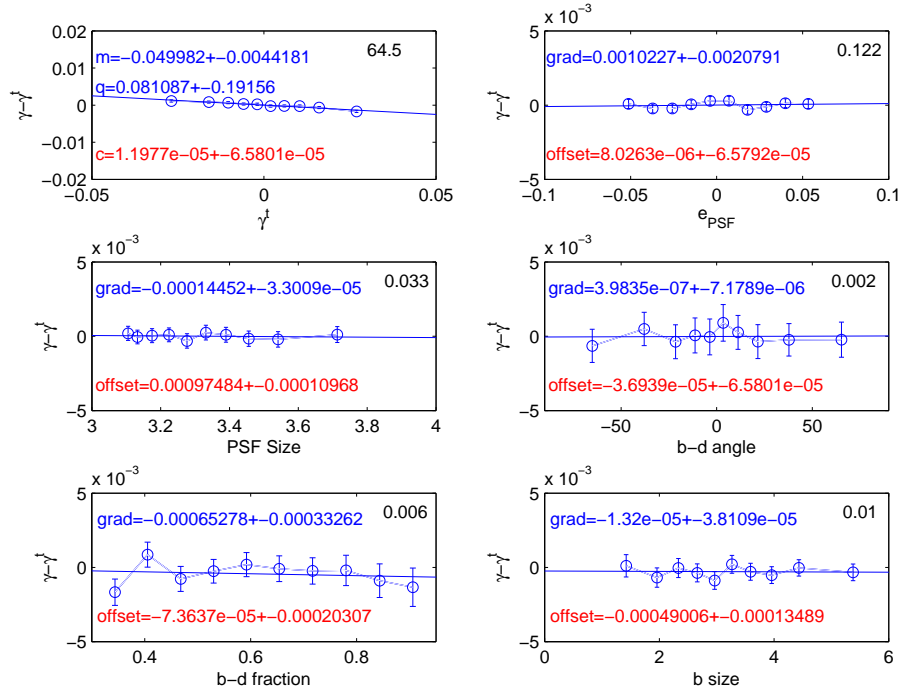 0.02
0.01
0
−0.01
−0.02
−0.05
0
0.05
γ−γᵗ
γᵗ
m=−0.049982+−0.0044181
64.5
q=0.081087+−0.19156
c=1.1977e−05+−6.5801e−05
x 10⁻³
5
0
−5
−0.1
−0.05
0
0.05
0.1
γ−γᵗ
e_PSF
grad=0.0010227+−0.0020791
0.122
offset=8.0263e−06+−6.5792e−05
x 10⁻³
5
0
−5
3
3.2
3.4
3.6
3.8
4
γ−γᵗ
PSF Size
grad=−0.00014452+−3.3009e−05
0.033
offset=0.00097484+−0.00010968
x 10⁻³
5
0
−5
−50
0
50
γ−γᵗ
b−d angle
grad=3.9835e−07+−7.1789e−06
0.002
offset=−3.6939e−05+−6.5801e−05
x 10⁻³
5
0
−5
0.4
0.6
0.8
γ−γᵗ
b−d fraction
grad=−0.00065278+−0.00033262
0.006
offset=−7.3637e−05+−0.00020307
x 10⁻³
5
0
−5
0
2
4
6
γ−γᵗ
b size
grad=−1.32e−05+−3.8109e−05
0.01
offset=−0.00049006+−0.00013489